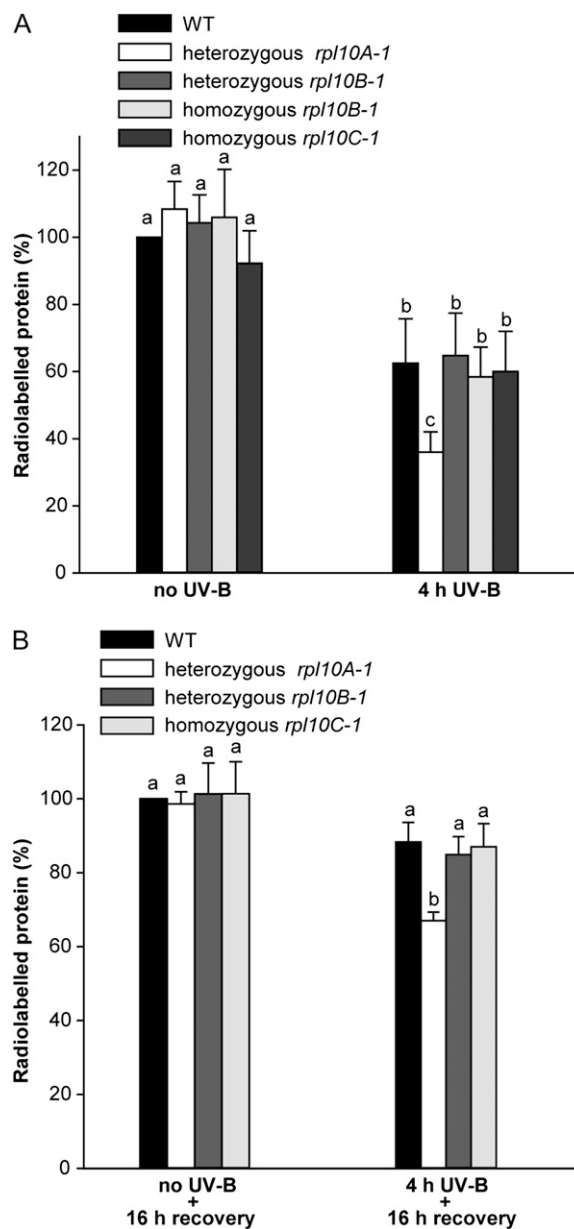 A
WT
heterozygous rpl10A-1
heterozygous rpl10B-1
homozygous rpl10B-1
homozygous rpl10C-1
Radiolabelled protein (%)
120
100
80
60
40
20
0
a
a
a
a
a
b
c
b
b
b
no UV-B
4 h UV-B
B
WT
heterozygous rpl10A-1
heterozygous rpl10B-1
homozygous rpl10C-1
Radiolabelled protein (%)
120
100
80
60
40
20
0
a
a
a
a
a
b
a
a
no UV-B
+
16 h recovery
4 h UV-B
+
16 h recovery